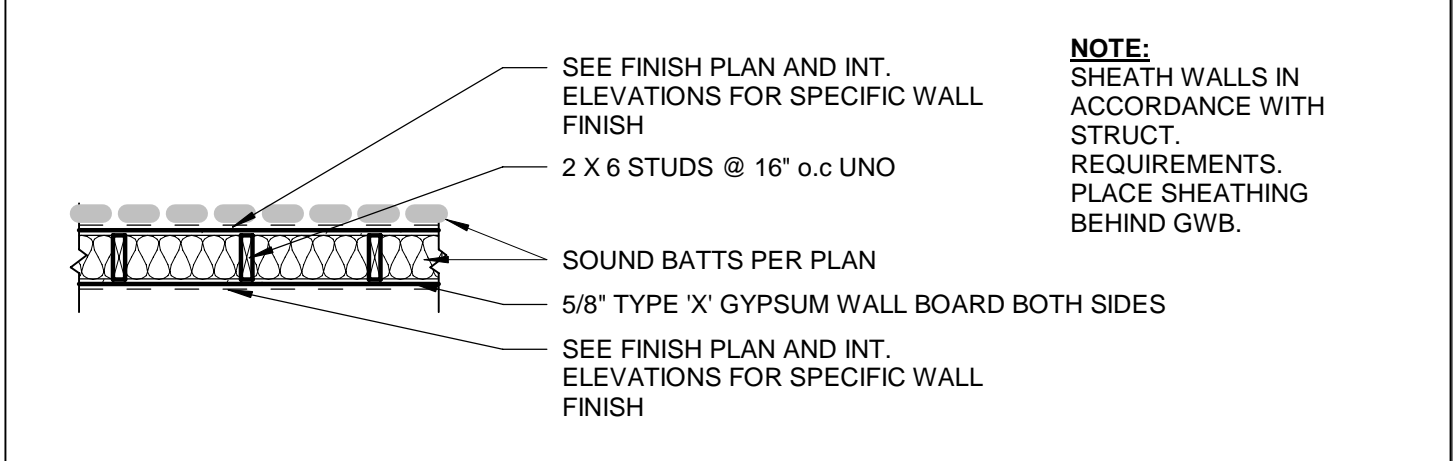 SEE FINISH PLAN AND INT.
ELEVATIONS FOR SPECIFIC WALL
FINISH
2 X 6 STUDS @ 16" o.c UNO
SOUND BATTS PER PLAN
5/8" TYPE 'X' GYPSUM WALL BOARD BOTH SIDES
SEE FINISH PLAN AND INT.
ELEVATIONS FOR SPECIFIC WALL
FINISH
NOTE:
SHEATH WALLS IN
ACCORDANCE WITH
STRUCT.
REQUIREMENTS.
PLACE SHEATHING
BEHIND GWB.